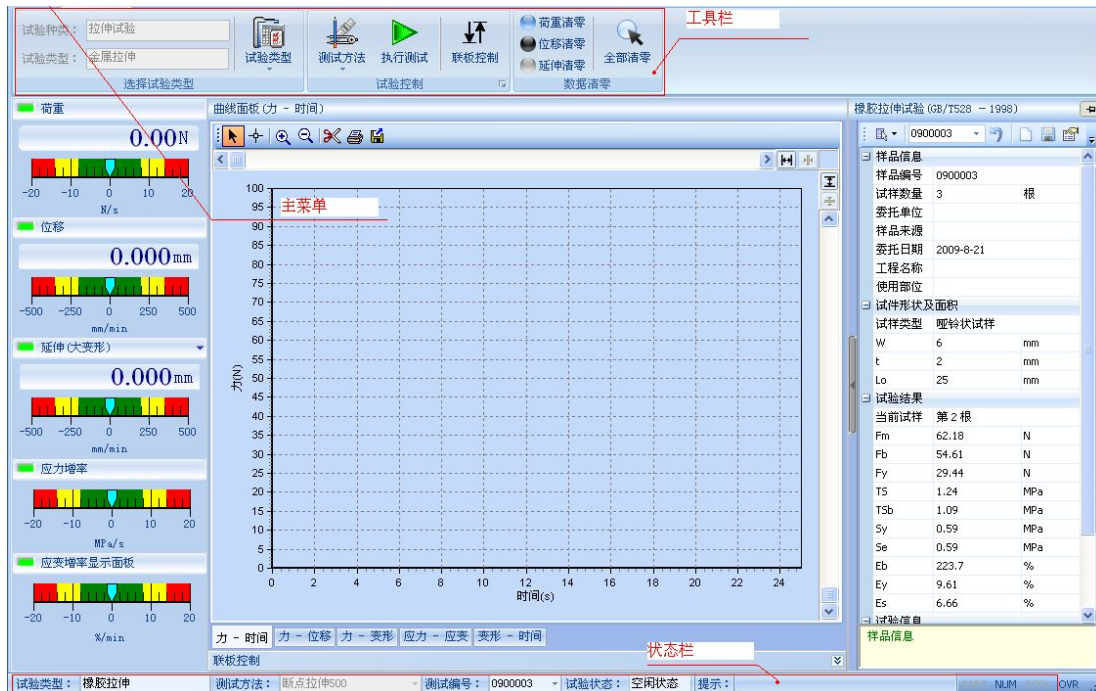 工具栏
试验种类： 拉伸试验
试验类型： 金属拉伸
试验类型
测试方法
执行测试
联板控制
荷重清零
位移清零
延伸清零
全部清零
选择试验类型
试验控制
数据清零
荷重
0.00N
-20 -10 0 10 20
N/s
位移
0.000mm
-500 -250 0 250 500
mm/min
延伸(大变形)
0.000mm
-500 -250 0 250 500
mm/min
应力增率
-20 -10 0 10 20
MPa/s
应变增率显示面板
-20 -10 0 10 20
%/min
曲线面板(力 - 时间)
主菜单
100
95
90
85
80
75
70
65
60
55
50
45
40
35
30
25
20
15
10
5
0
力(N)
0 2 4 6 8 10 12 14 16 18 20 22 24
时间(s)
力 - 时间 力 - 位移 力 - 变形 应力 - 应变 变形 - 时间
联板控制
橡胶拉伸试验(GB/T528 - 1998)
0900003
样品信息
样品编号 0900003
试样数量 3 根
委托单位
样品来源
委托日期 2009-8-21
工程名称
使用部位
试件形状及面积
试样类型 哑铃状试样
W 6 mm
t 2 mm
Lo 25 mm
试验结果
当前试样 第 2 根
Fm 62.18 N
Fb 54.61 N
Fy 29.44 N
TS 1.24 MPa
TSb 1.09 MPa
Sy 0.59 MPa
Se 0.59 MPa
Eb 223.7 %
Ey 9.61 %
Es 6.66 %
试验信息
样品信息
状态栏
试验类型： 橡胶拉伸 测试方法： 断点拉伸500 测试编号： 0900003 试验状态： 空闲状态 提示： CAPS NUM SCRL OVR